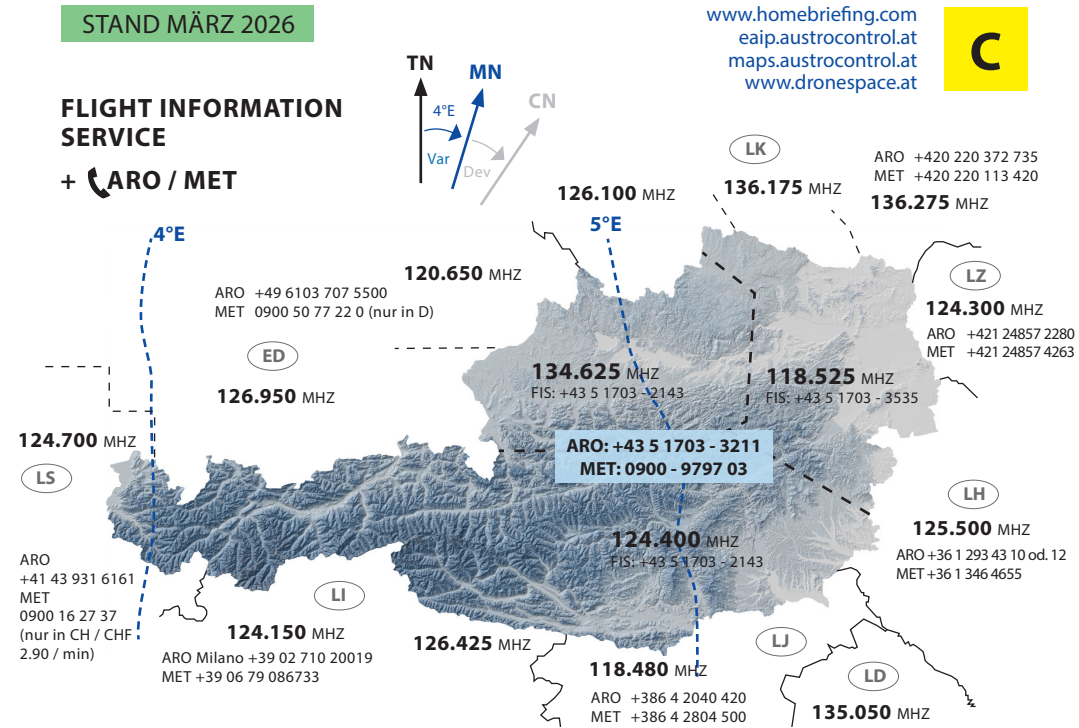 STAND MÄRZ 2026
www.homebriefing.com
eaip.austrocontrol.at
maps.austrocontrol.at
www.dronespace.at
C
FLIGHT INFORMATION
SERVICE
+ ARO / MET
TN
MN
CN
4°E
Var
Dev
LK
ARO +420 220 372 735
MET +420 220 113 420
126.100 MHZ
136.175 MHZ
136.275 MHZ
4°E
5°E
120.650 MHZ
ARO +49 6103 707 5500
MET 0900 50 77 22 0 (nur in D)
LZ
124.300 MHZ
ARO +421 24857 2280
MET +421 24857 4263
ED
126.950 MHZ
134.625 MHZ
FIS: +43 5 1703 - 2143
118.525 MHZ
FIS: +43 5 1703 - 3535
124.700 MHZ
LS
ARO: +43 5 1703 - 3211
MET: 0900 - 9797 03
LH
125.500 MHZ
ARO +36 1 293 43 10 od. 12
MET +36 1 346 4655
124.400 MHZ
FIS: +43 5 1703 - 2143
ARO
+41 43 931 6161
MET
0900 16 27 37
(nur in CH / CHF
2.90 / min)
LI
124.150 MHZ
ARO Milano +39 02 710 20019
MET +39 06 79 086733
126.425 MHZ
LJ
118.480 MHZ
ARO +386 4 2040 420
MET +386 4 2804 500
LD
135.050 MHZ